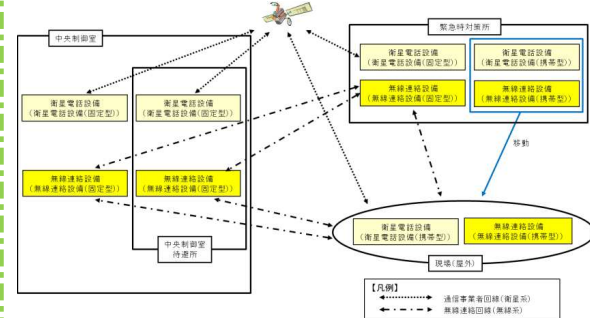 中央制御室
緊急時対策所
衛星電話設備
(衛星電話設備(固定型))
衛星電話設備
(衛星電話設備(携帯型))
無線連絡設備
(無線連絡設備(固定型))
無線連絡設備
(無線連絡設備(携帯型))
衛星電話設備
(衛星電話設備(固定型))
衛星電話設備
(衛星電話設備(固定型))
移動
無線連絡設備
(無線連絡設備(固定型))
無線連絡設備
(無線連絡設備(固定型))
中央制御室
待避所
衛星電話設備
(衛星電話設備(携帯型))
無線連絡設備
(無線連絡設備(携帯型))
現場(屋外)
【凡例】
通信事業者回線(衛星系)
無線連絡回線(無線系)